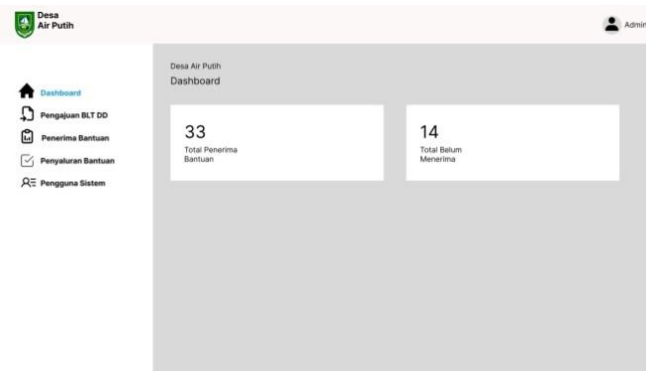 Desa
Air Putih
Admin
Dashboard
Pengajuan BLT DD
Penerima Bantuan
Penyaluran Bantuan
Pengguna Sistem
Desa Air Putih
Dashboard
33
Total Penerima
Bantuan
14
Total Belum
Menerima